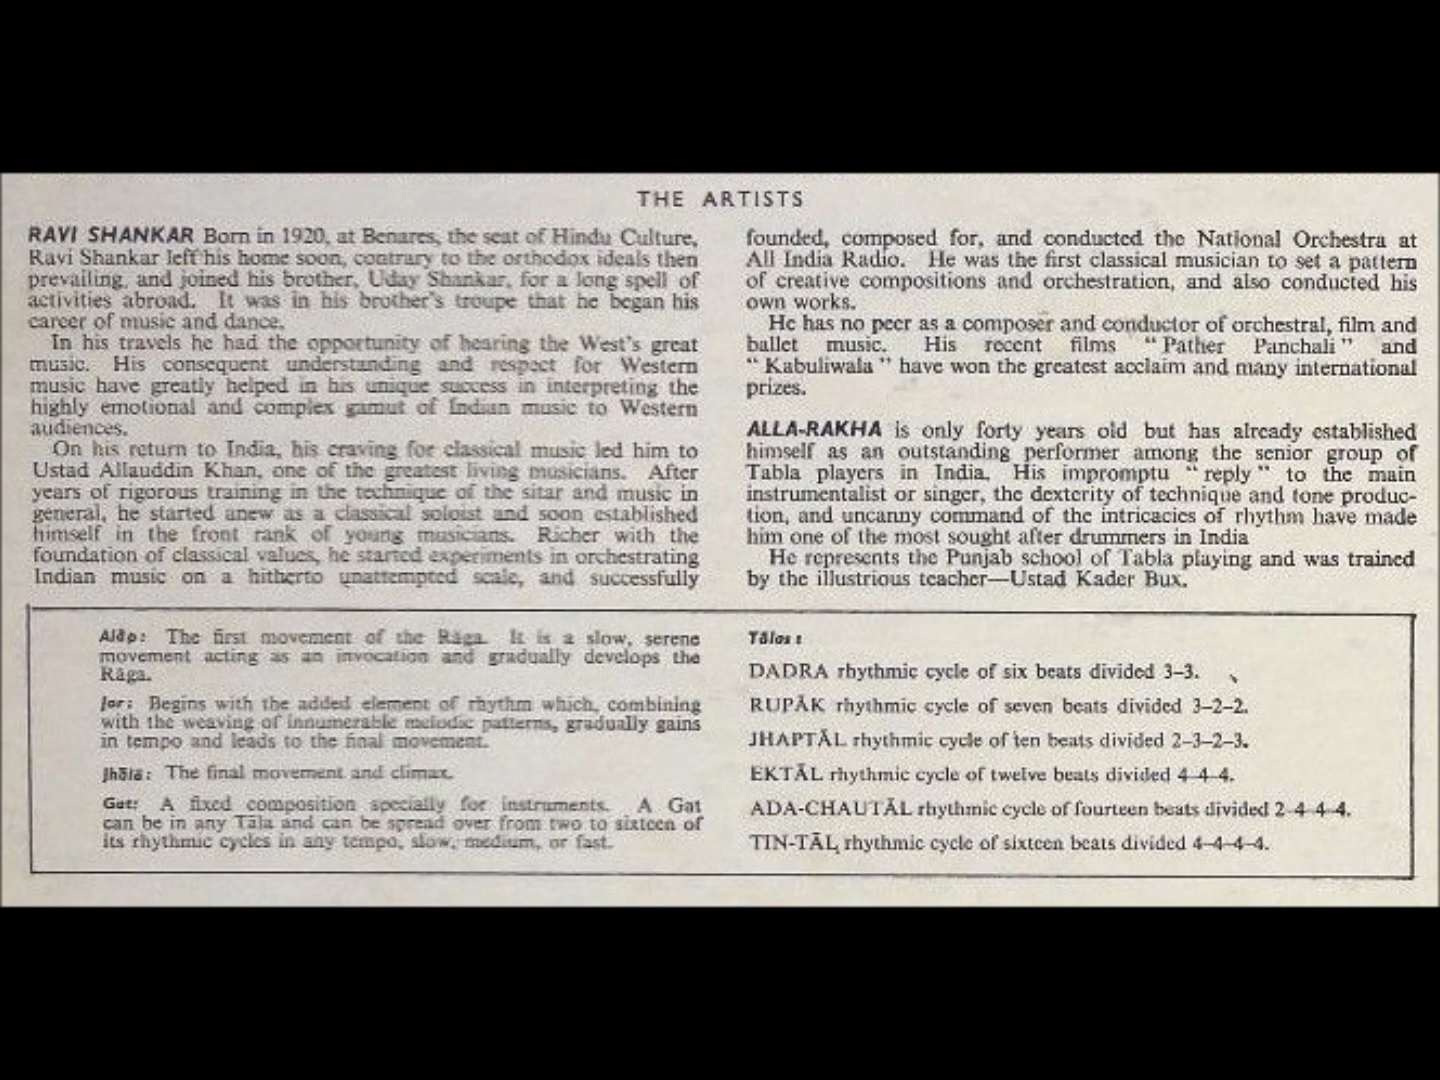 THE ARTISTS
RAVI SHANKAR Born in 1920, at Benares, the seat of Hindu Culture,
Ravi Shankar left his home soon, contrary to the orthodox ideals then
prevailing, and joined his brother, Uday Shankar, for a long spell of
activities abroad. It was in his brother's troupe that he began his
career of music and dance.
In his travels he had the opportunity of hearing the West's great
music. His consequent understanding and respect for Western
music have greatly helped in his unique success in interpreting the
highly emotional and complex gamut of Indian music to Western
audiences.
On his return to India, his craving for classical music led him to
Ustad Allauddin Khan, one of the greatest living musicians. After
years of rigorous training in the technique of the sitar and music in
general, he started anew as a classical soloist and soon established
himself in the front rank of young musicians. Richer with the
foundation of classical values, he started experiments in orchestrating
Indian music on a hitherto unattempted scale, and successfully
founded, composed for, and conducted the National Orchestra at
All India Radio. He was the first classical musician to set a pattern
of creative compositions and orchestration, and also conducted his
own works.
He has no peer as a composer and conductor of orchestral, film and
ballet music. His recent films "Pather Panchali" and
"Kabuliwala" have won the greatest acclaim and many international
prizes.
ALLA-RAKHA is only forty years old but has already established
himself as an outstanding performer among the senior group of
Tabla players in India. His impromptu "reply" to the main
instrumentalist or singer, the dexterity of technique and tone produc-
tion, and uncanny command of the intricacies of rhythm have made
him one of the most sought after drummers in India
He represents the Punjab school of Tabla playing and was trained
by the illustrious teacher—Ustad Kader Bux.
Alāp: The first movement of the Rāga. It is a slow, serene
movement acting as an invocation and gradually develops the
Rāga.
Jor: Begins with the added element of rhythm which, combining
with the weaving of innumerable melodic patterns, gradually gains
in tempo and leads to the final movement.
Jhāla: The final movement and climax.
Gat: A fixed composition specially for instruments. A Gat
can be in any Tāla and can be spread over from two to sixteen of
its rhythmic cycles in any tempo, slow, medium, or fast.
Tālas:
DADRA rhythmic cycle of six beats divided 3–3.
RUPĀK rhythmic cycle of seven beats divided 3–2–2.
JHAPTĀL rhythmic cycle of ten beats divided 2–3–2–3.
EKTĀL rhythmic cycle of twelve beats divided 4–4–4.
ADA-CHAUTĀL rhythmic cycle of fourteen beats divided 2–4–4–4.
TIN-TĀL rhythmic cycle of sixteen beats divided 4–4–4–4.